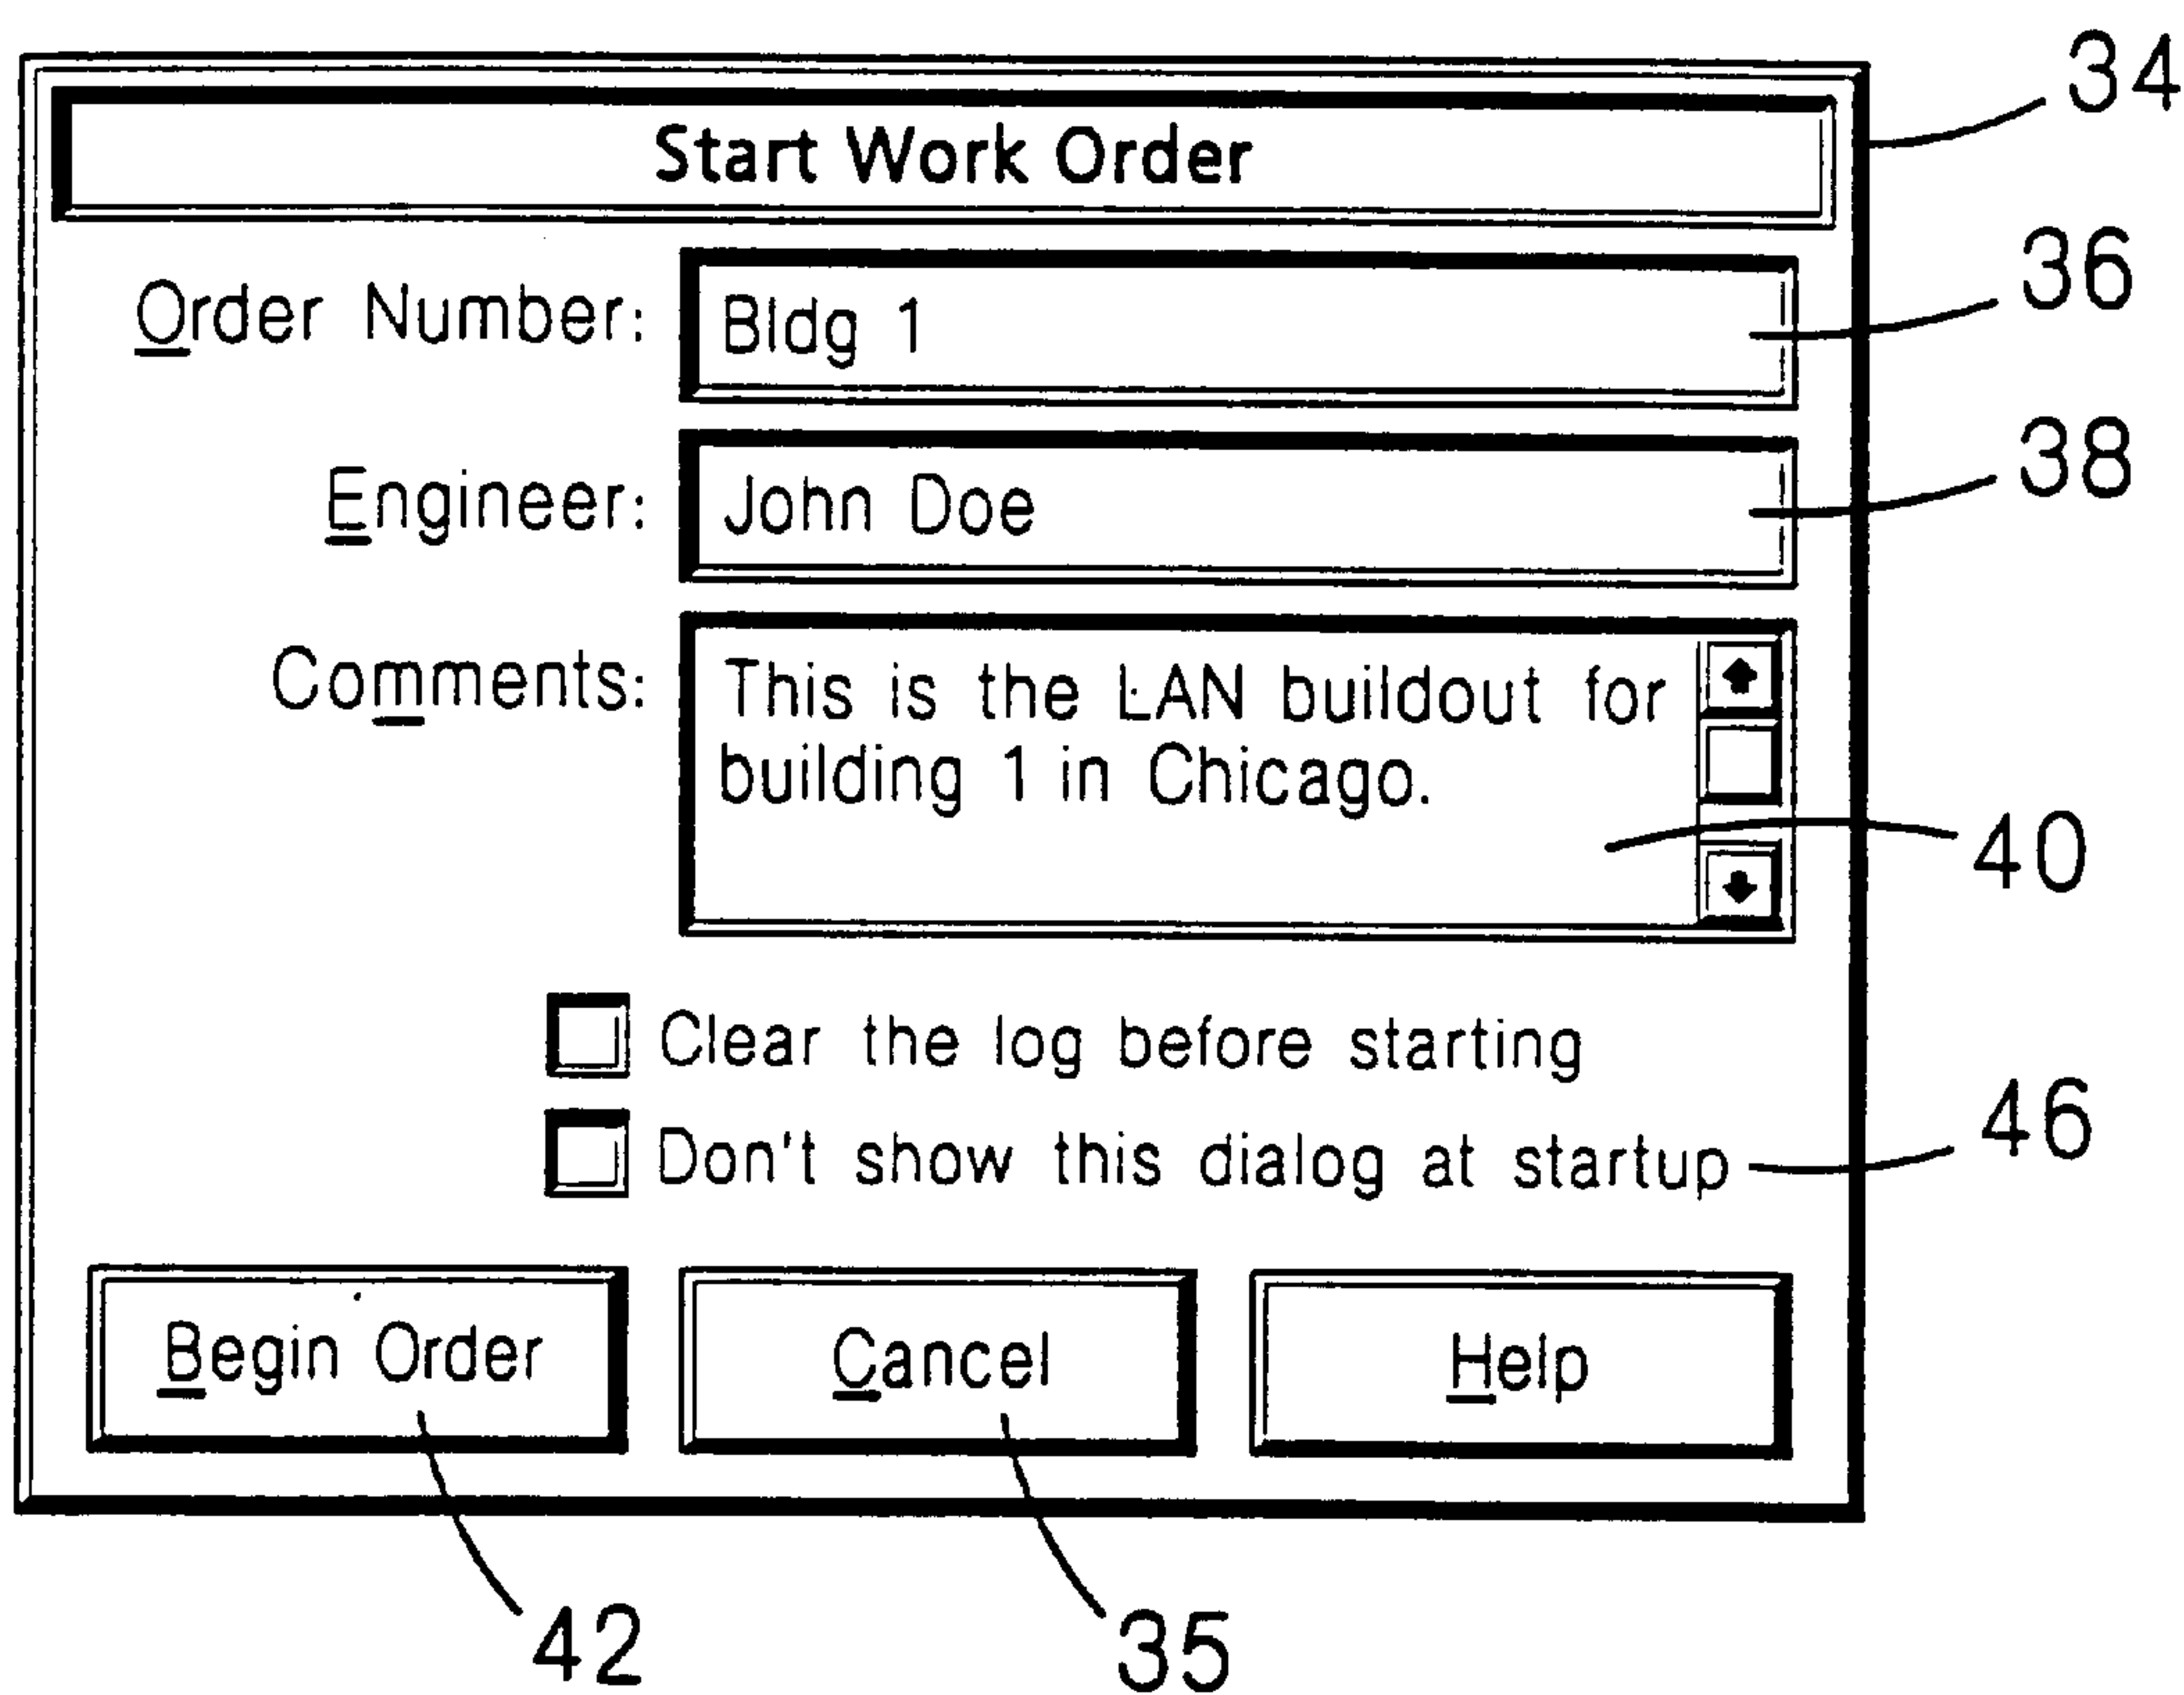 34
Start Work Order
Order Number: Bldg 1
36
Engineer: John Doe
38
Comments: This is the LAN buildout for
building 1 in Chicago.
40
Clear the log before starting
Don't show this dialog at startup
46
Begin Order Cancel Help
42 35